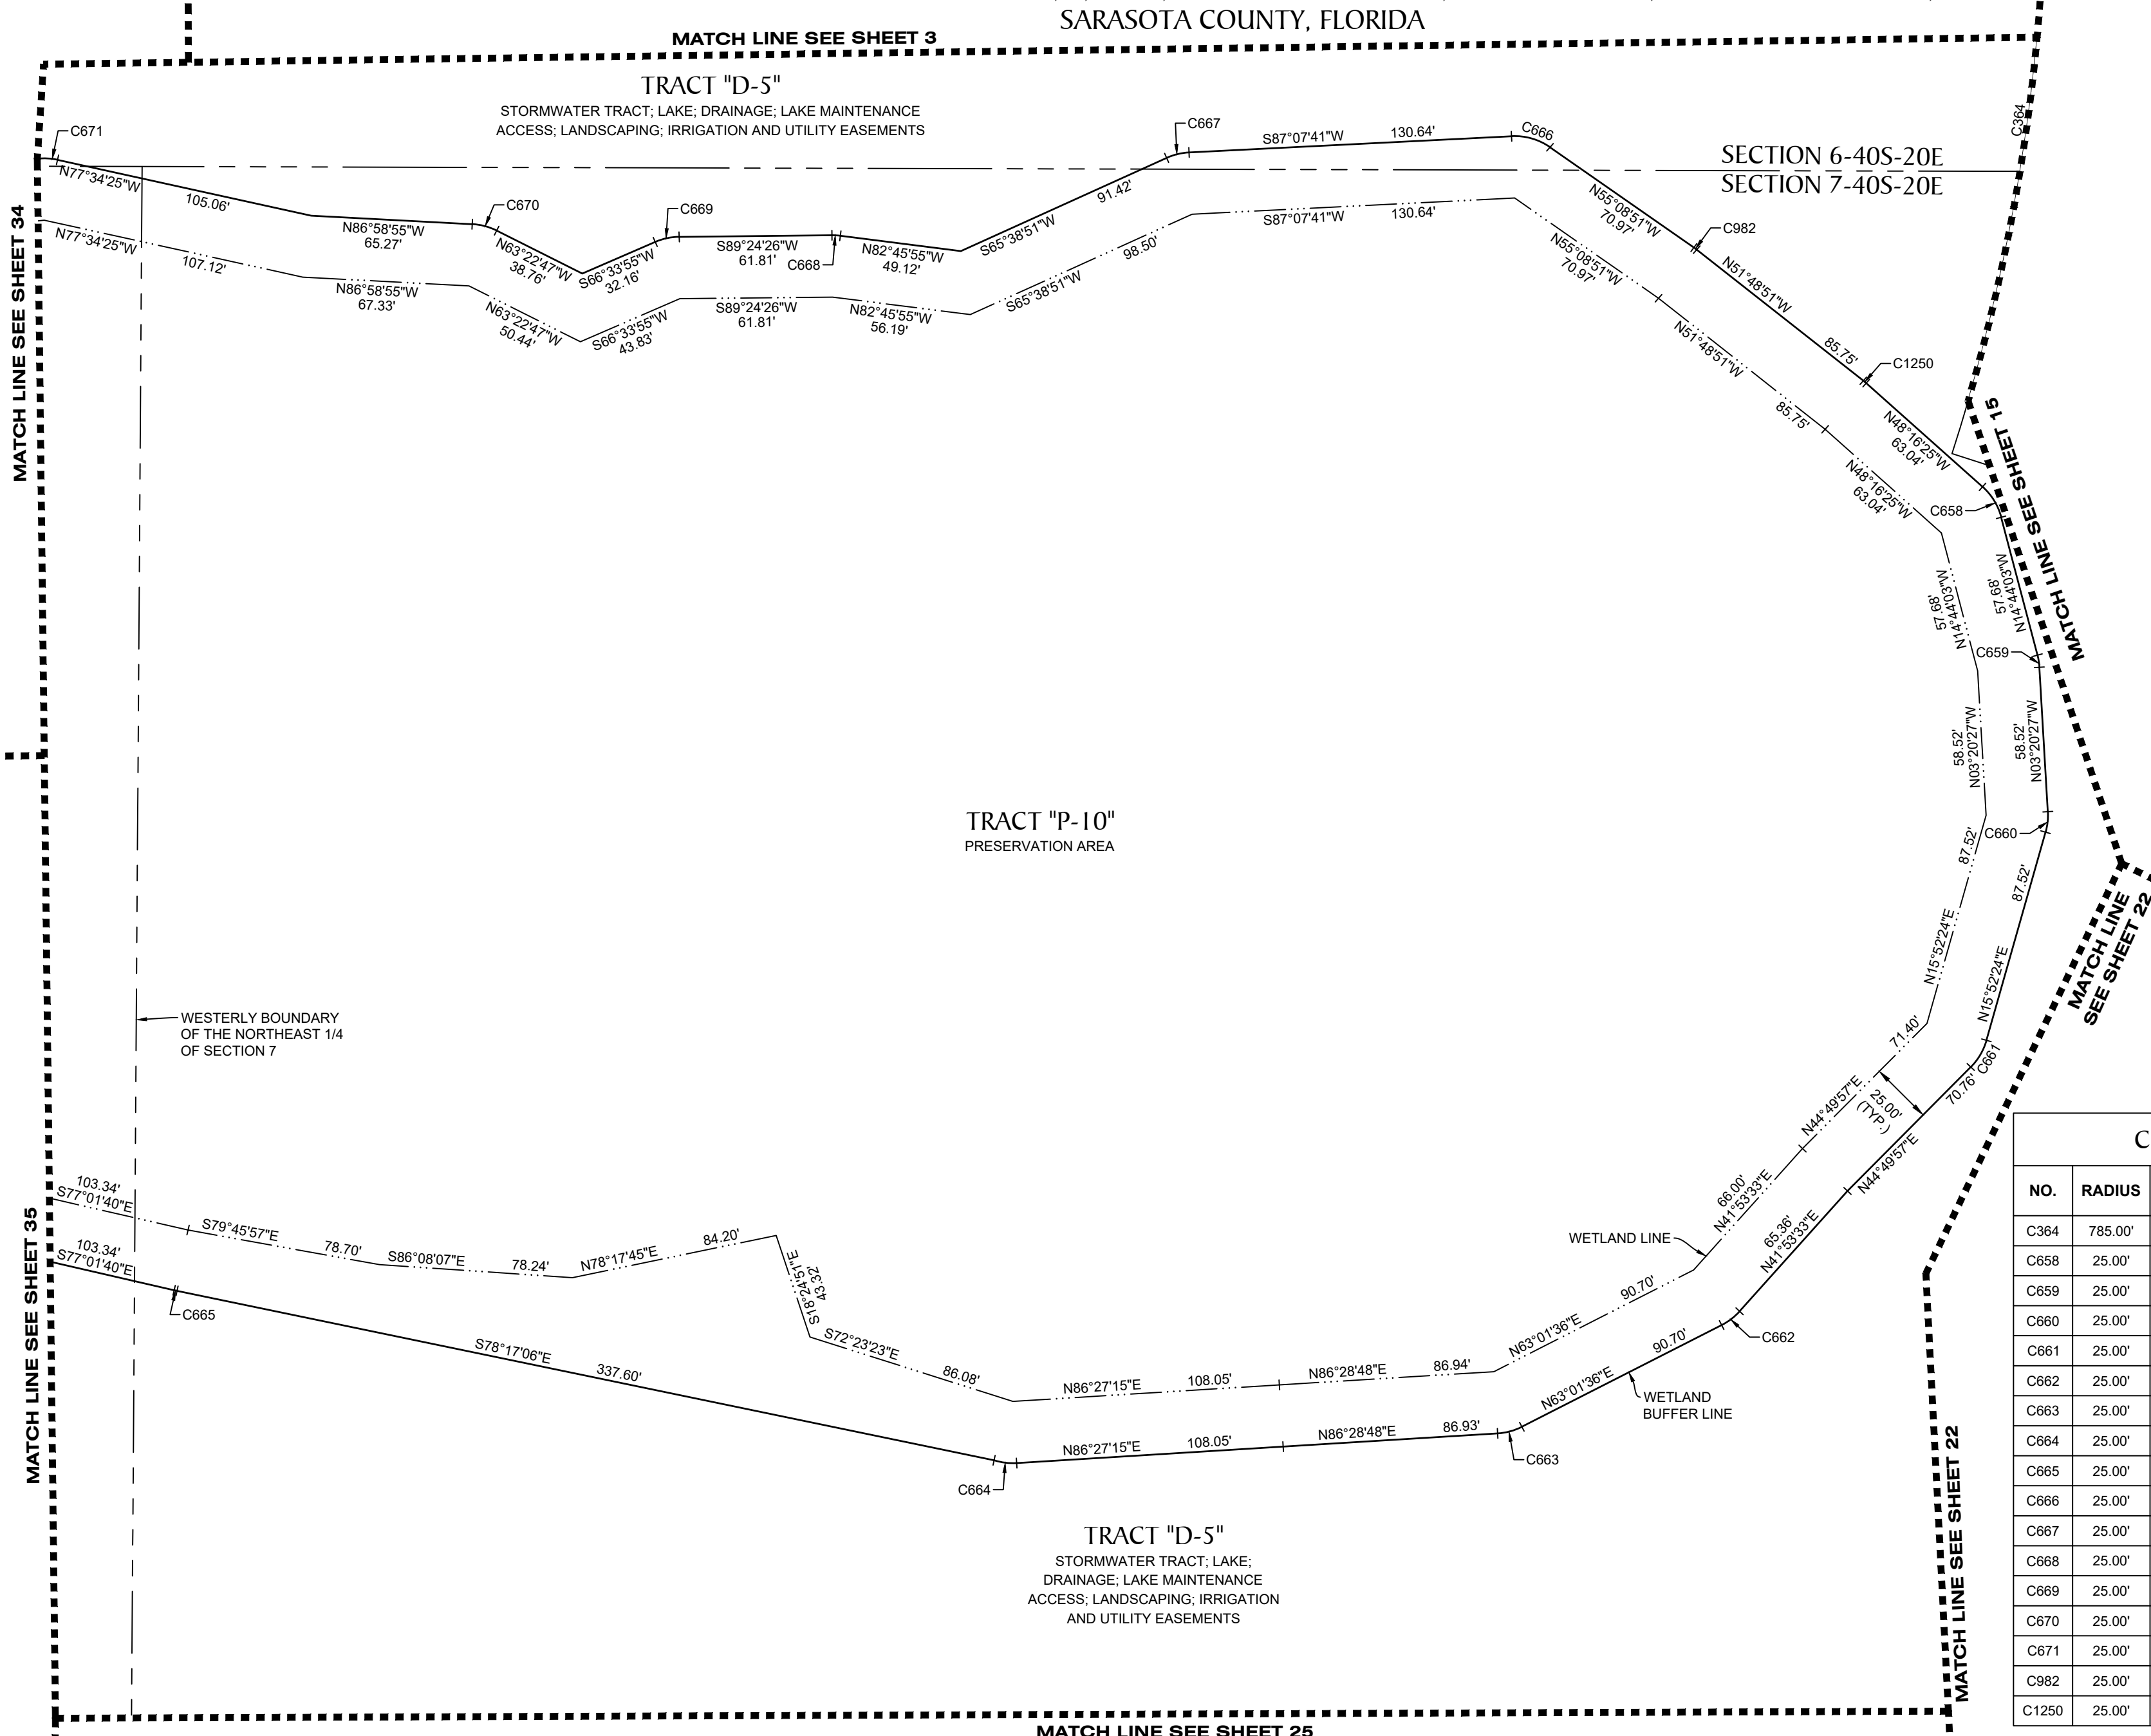 SARASOTA COUNTY, FLORIDA
MATCH LINE SEE SHEET 3
TRACT "D-5"
STORMWATER TRACT; LAKE; DRAINAGE; LAKE MAINTENANCE
ACCESS; LANDSCAPING; IRRIGATION AND UTILITY EASEMENTS
C671
C667
S87°07'41"W 130.64'
C666
C364
SECTION 6-40S-20E
SECTION 7-40S-20E
N77°34'25"W
105.06'
N86°58'55"W
65.27'
C670
N63°22'47"W
38.76'
S66°33'55"W
32.16'
C669
S89°24'26"W
61.81'
C668
N82°45'55"W
49.12'
S65°38'51"W
91.42'
N55°08'51"W
70.97'
C982
N51°48'51"W
85.75'
C1250
N48°16'25"W
63.04'
C658
N77°34'25"W
107.12'
N86°58'55"W
67.33'
N63°22'47"W
50.44'
S66°33'55"W
43.83'
S89°24'26"W
61.81'
N82°45'55"W
56.19'
S65°38'51"W
98.50'
S87°07'41"W 130.64'
N55°08'51"W
70.97'
N51°48'51"W
85.75'
N48°16'25"W
63.04'
MATCH LINE SEE SHEET 34
MATCH LINE SEE SHEET 15
57.68'
N14°44'03"W
57.68'
N14°44'03"W
C659
58.52'
N03°20'27"W
58.52'
N03°20'27"W
C660
TRACT "P-10"
PRESERVATION AREA
87.52'
N15°52'24"E
87.52'
N15°52'24"E
MATCH LINE
SEE SHEET 22
WESTERLY BOUNDARY
OF THE NORTHEAST 1/4
OF SECTION 7
71.40'
N44°49'57"E
25.00'
(TYP.)
C661
70.76'
N44°49'57"E
66.00'
N41°53'33"E
65.36'
N41°53'33"E
WETLAND LINE
103.34'
S77°01'40"E
S79°45'57"E
78.70'
S86°08'07"E
78.24'
N78°17'45"E
84.20'
S18°24'51"E
43.32'
S72°23'23"E
86.08'
N86°27'15"E 108.05'
N86°28'48"E 86.94'
N63°01'36"E
90.70'
103.34'
S77°01'40"E
C665
S78°17'06"E
337.60'
C664
N86°27'15"E 108.05'
N86°28'48"E 86.93'
C663
N63°01'36"E
90.70'
C662
WETLAND
BUFFER LINE
MATCH LINE SEE SHEET 35
MATCH LINE SEE SHEET 22
TRACT "D-5"
STORMWATER TRACT; LAKE;
DRAINAGE; LAKE MAINTENANCE
ACCESS; LANDSCAPING; IRRIGATION
AND UTILITY EASEMENTS
MATCH LINE SEE SHEET 25
C
NO. RADIUS
C364 785.00'
C658 25.00'
C659 25.00'
C660 25.00'
C661 25.00'
C662 25.00'
C663 25.00'
C664 25.00'
C665 25.00'
C666 25.00'
C667 25.00'
C668 25.00'
C669 25.00'
C670 25.00'
C671 25.00'
C982 25.00'
C1250 25.00'